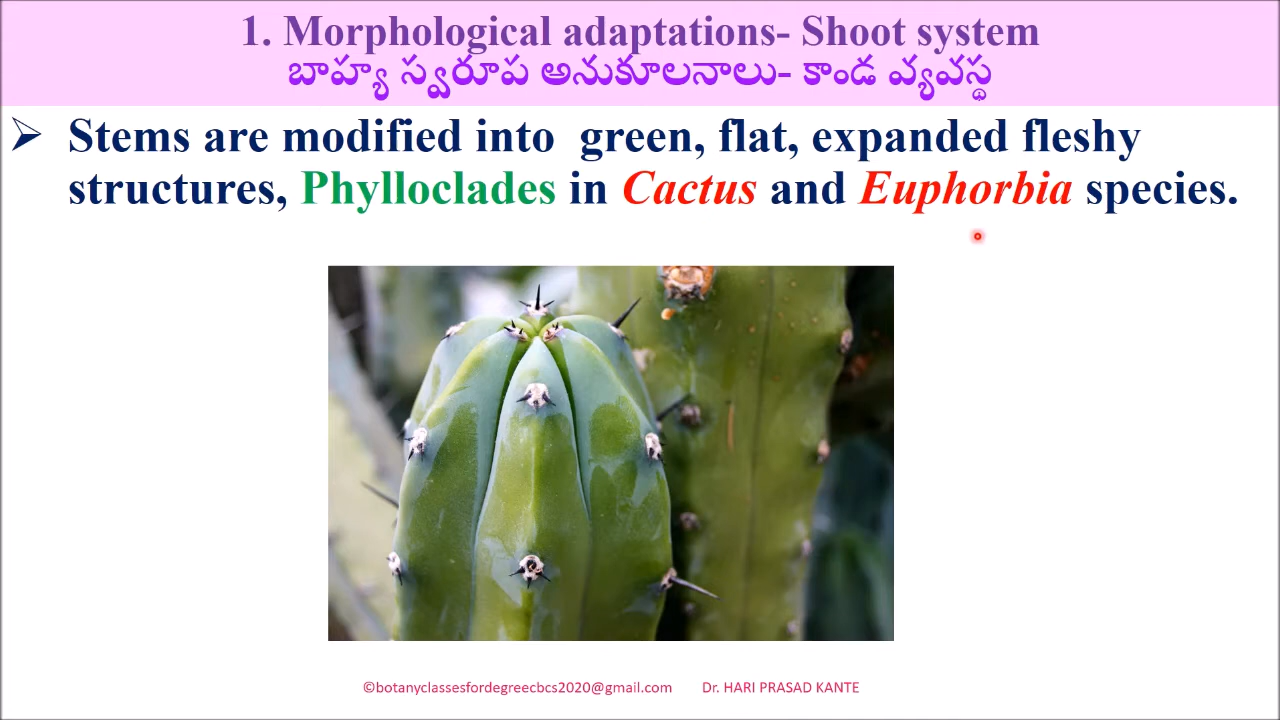 1. Morphological adaptations- Shoot system
బాహ్య స్వరూప అనుకూలనాలు- కాండ వ్యవస్థ
➢ Stems are modified into green, flat, expanded fleshy
structures, Phylloclades in Cactus and Euphorbia species.
©botanyclassesfordegreecbcs2020@gmail.com Dr. HARI PRASAD KANTE